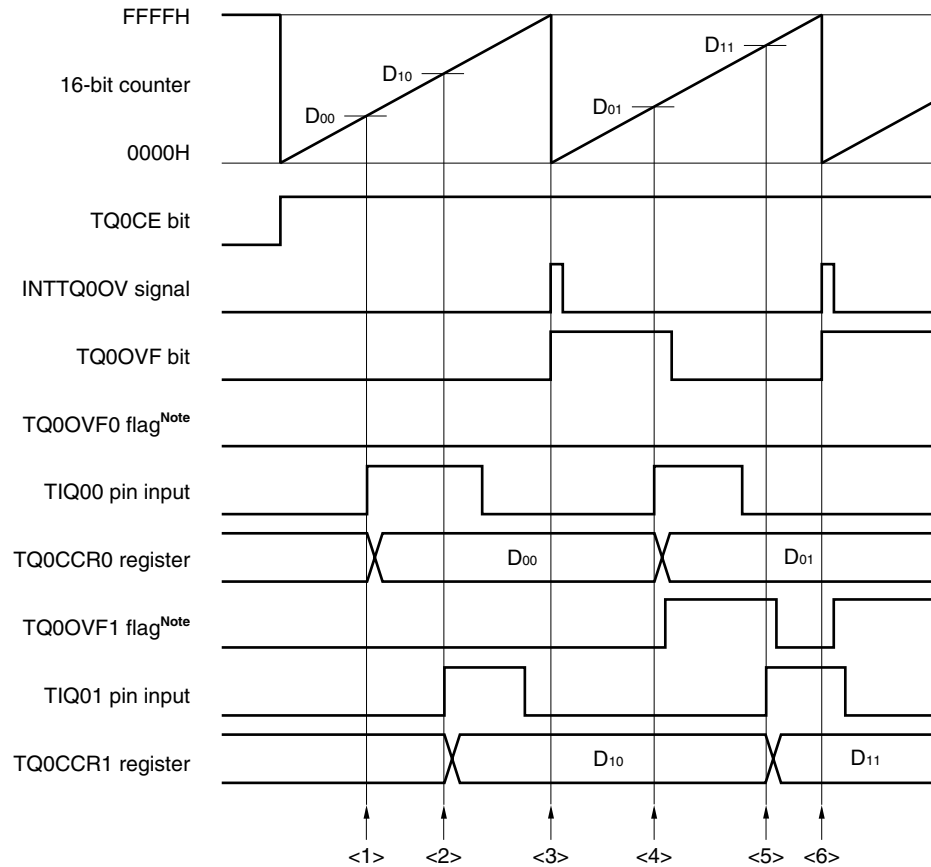 FFFFH
16-bit counter
0000H
D00
D10
D01
D11
TQ0CE bit
INTTQ0OV signal
TQ0OVF bit
TQ0OVF0 flagNote
TIQ00 pin input
TQ0CCR0 register
D00
D01
TQ0OVF1 flagNote
TIQ01 pin input
TQ0CCR1 register
D10
D11
<1> <2> <3> <4> <5> <6>